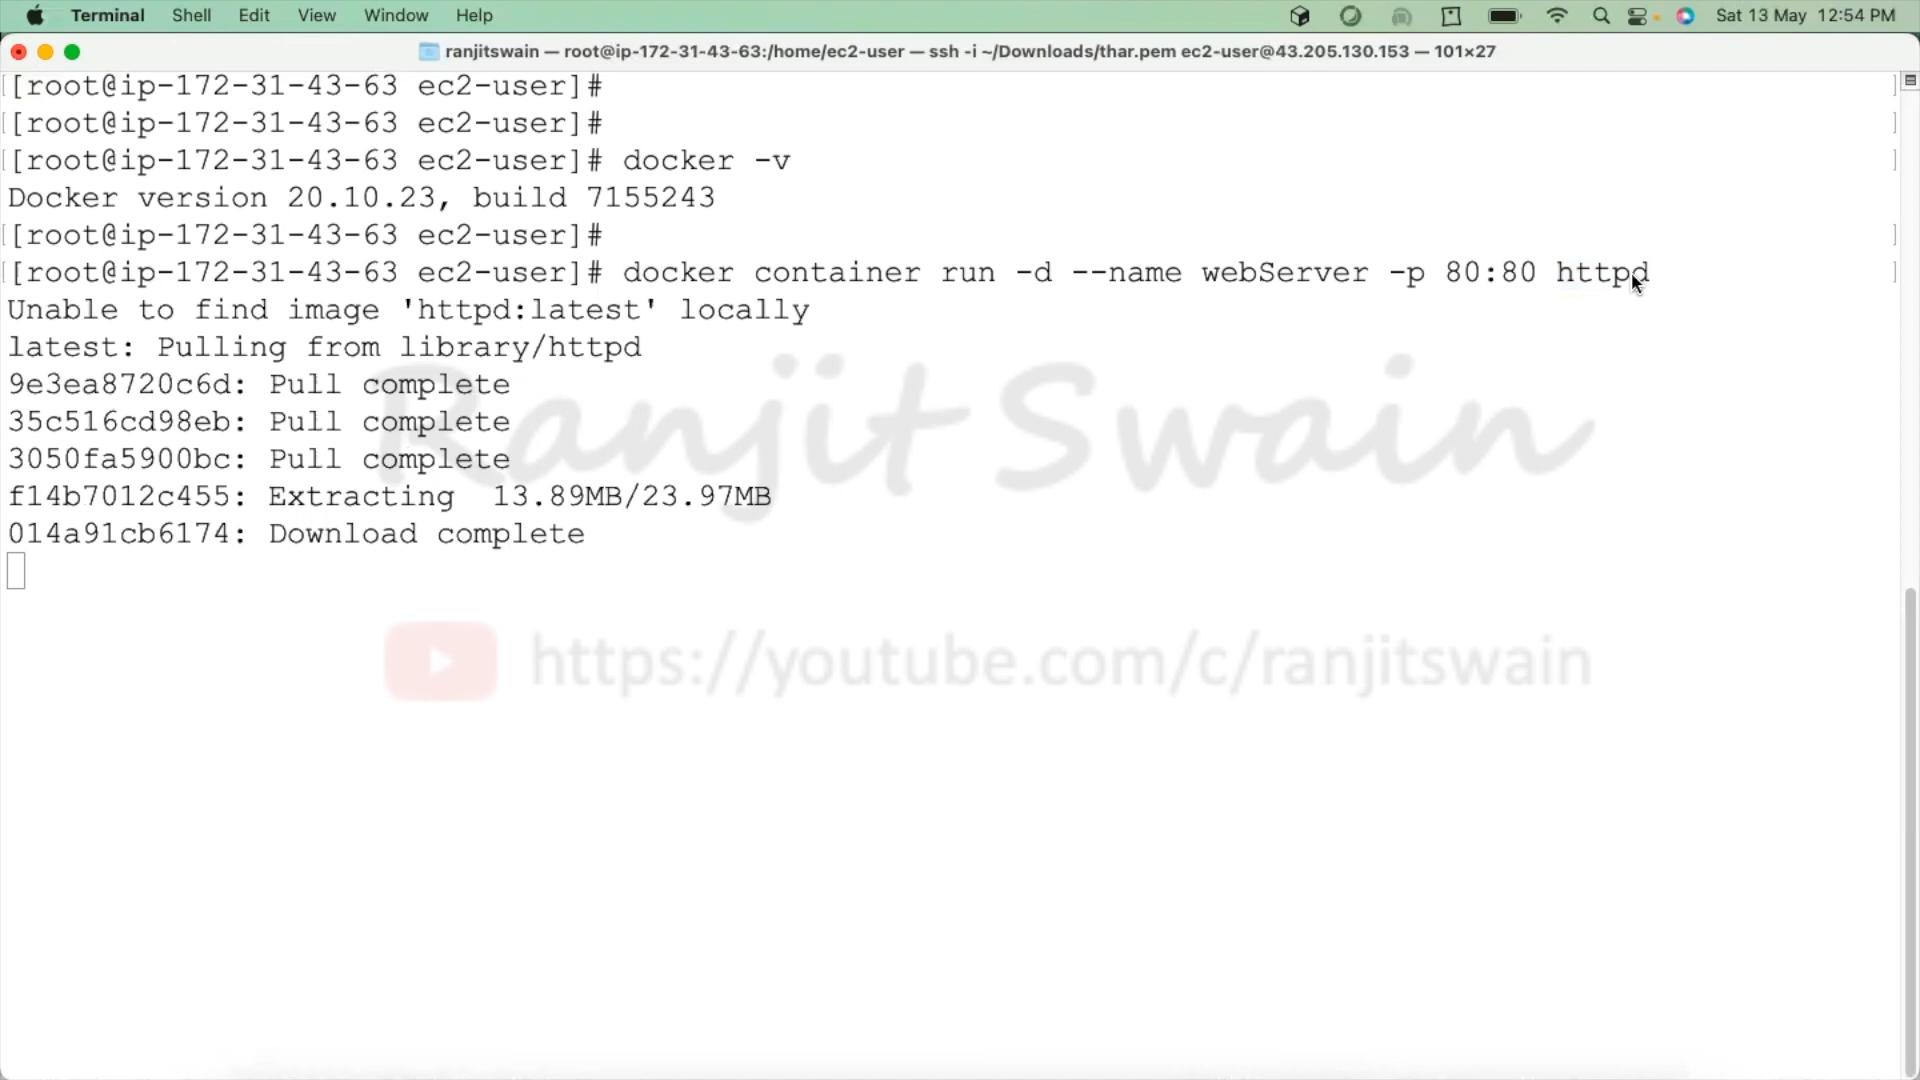 Terminal Shell Edit View Window Help Sat 13 May 12:54 PM
ranjitswain — root@ip-172-31-43-63:/home/ec2-user — ssh -i ~/Downloads/thar.pem ec2-user@43.205.130.153 — 101×27
[[root@ip-172-31-43-63 ec2-user]# ]
[[root@ip-172-31-43-63 ec2-user]# ]
[[root@ip-172-31-43-63 ec2-user]# docker -v ]
Docker version 20.10.23, build 7155243
[[root@ip-172-31-43-63 ec2-user]# ]
[[root@ip-172-31-43-63 ec2-user]# docker container run -d --name webServer -p 80:80 httpd ]
Unable to find image 'httpd:latest' locally
latest: Pulling from library/httpd
9e3ea8720c6d: Pull complete
35c516cd98eb: Pull complete
3050fa5900bc: Pull complete
f14b7012c455: Extracting 13.89MB/23.97MB
014a91cb6174: Download complete
Ranjit Swain
https://youtube.com/c/ranjitswain